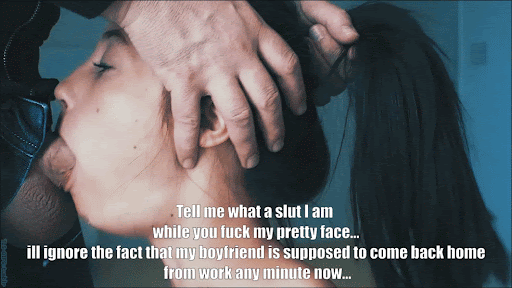 Tell me what a slut I am
while you fuck my pretty face...
ill ignore the fact that my boyfriend is supposed to come back home
from work any minute now...